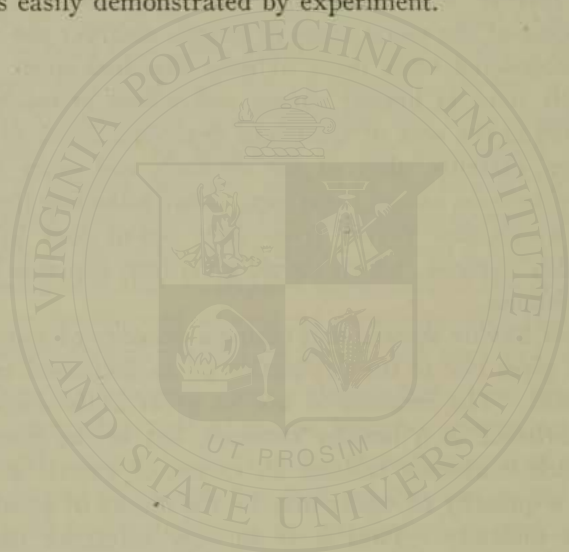 s easily demonstrated by experiment.
VIRGINIA POLYTECHNIC INSTITUTE
AND STATE UNIVERSITY
UT PROSIM